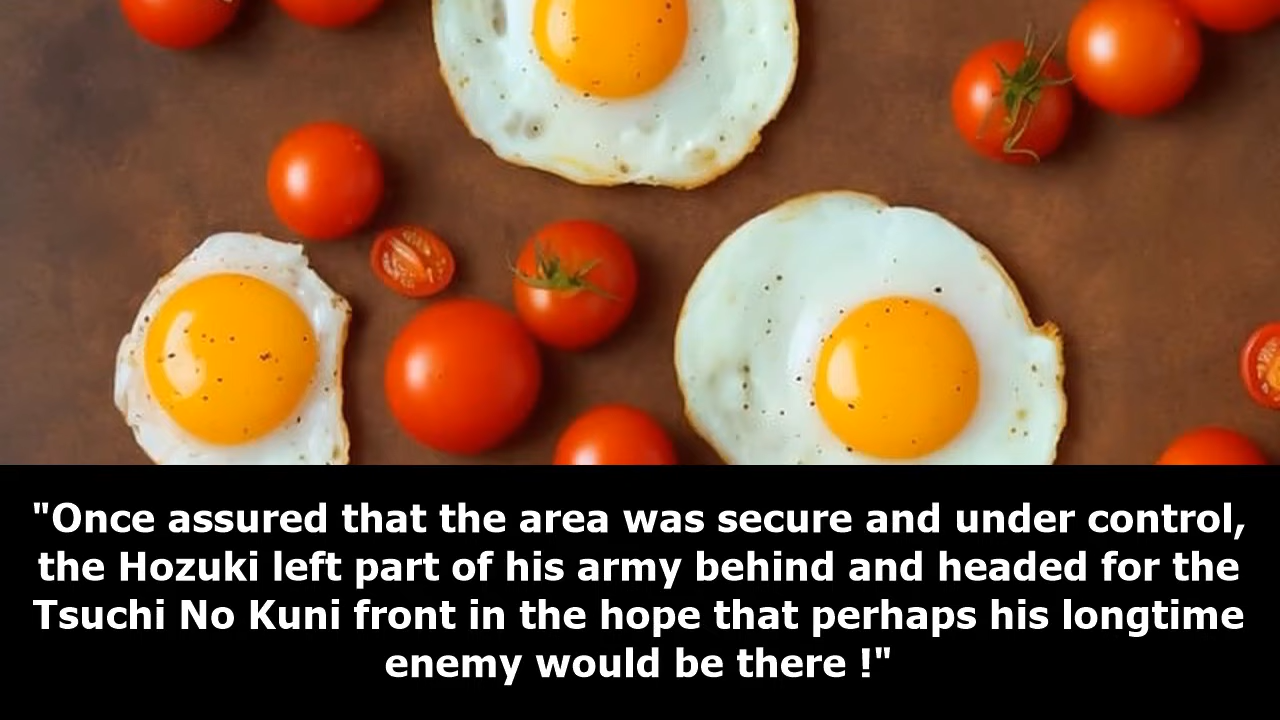 "Once assured that the area was secure and under control,
the Hozuki left part of his army behind and headed for the
Tsuchi No Kuni front in the hope that perhaps his longtime
enemy would be there !"